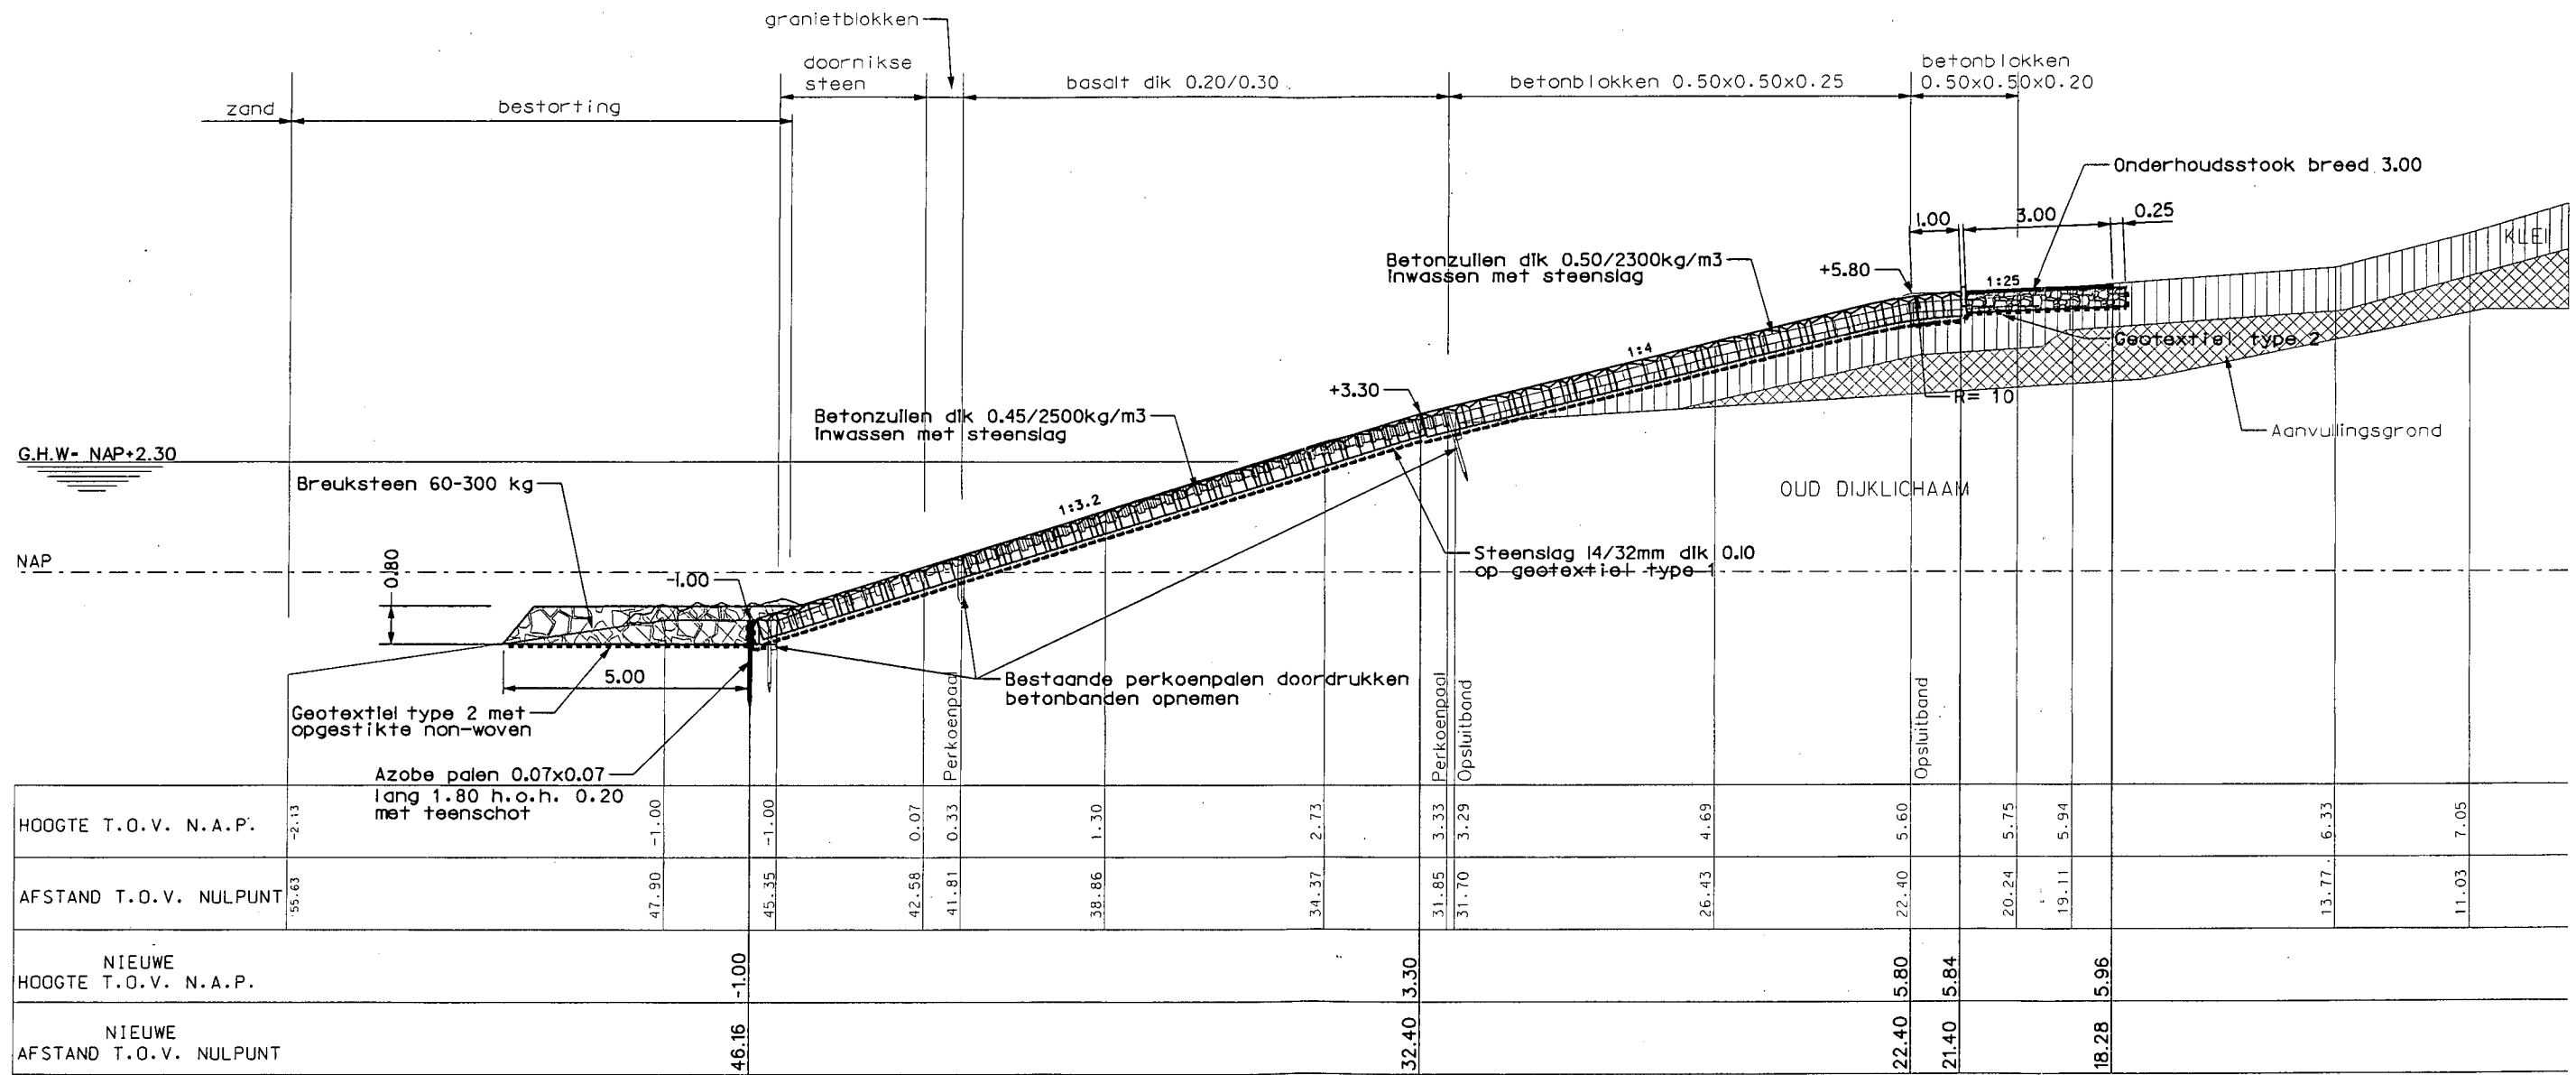 granietblokken
doornikse
steen
betonblokken
0.50x0.50x0.20
zand
bestorting
basalt dik 0.20/0.30
betonblokken 0.50x0.50x0.25
Onderhoudsstook breed 3.00
1.00
3.00
0.25
KLEI
Betonzuilen dik 0.50/2300kg/m3
Inwassen met steenslag
+5.80
1:25
Geotextiel type 2
1:4
R= 10
+3.30
Aanvullingsgrond
Betonzuilen dik 0.45/2500kg/m3
Inwassen met steenslag
G.H.W- NAP+2.30
Breuksteen 60-300 kg
1:3.2
OUD DIJKLICHAAM
NAP
Steenslag 14/32mm dik 0.10
op geotextiel type 1
0.80
-1.00
5.00
Bestaande perkoenpalen doordrukken
betonbanden opnemen
Geotextiel type 2 met
opgestikte non-woven
Azobe palen 0.07x0.07
lang 1.80 h.o.h. 0.20
met teenschot
Perkoenpaal
Perkoenpaal
Opsluitband
Opsluitband
HOOGTE T.O.V. N.A.P. -2.13 -1.00 -1.00 0.07 0.33 1.30 2.73 3.33 3.29 4.69 5.60 5.75 5.94 6.33 7.05
AFSTAND T.O.V. NULPUNT 55.63 47.90 45.35 42.58 41.81 38.86 34.37 31.85 31.70 26.43 22.40 20.24 19.11 13.77 11.03
NIEUWE
HOOGTE T.O.V. N.A.P. -1.00 3.30 5.80 5.84 5.96
NIEUWE
AFSTAND T.O.V. NULPUNT 46.16 32.40 22.40 21.40 18.28